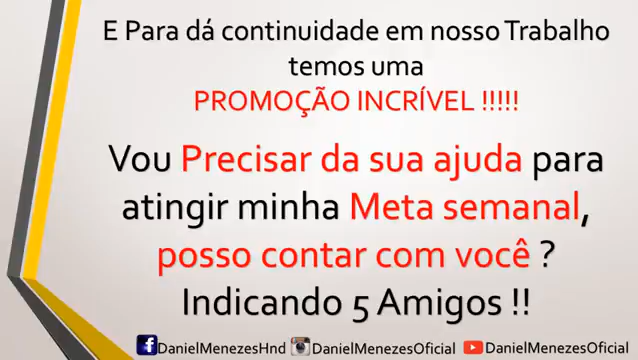 E Para dá continuidade em nosso Trabalho
temos uma
PROMOÇÃO INCRÍVEL !!!!!
Vou Precisar da sua ajuda para
atingir minha Meta semanal,
posso contar com você ?
Indicando 5 Amigos !!
DanielMenezesHnd DanielMenezesOficial DanielMenezesOficial